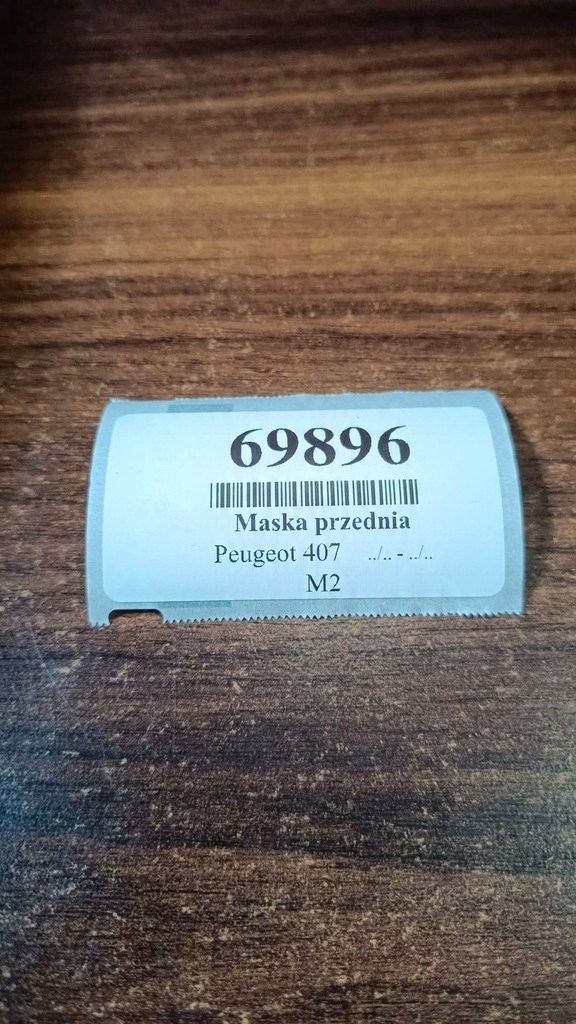 69896
Maska przednia
Peugeot 407 ../.. - ../..
M2